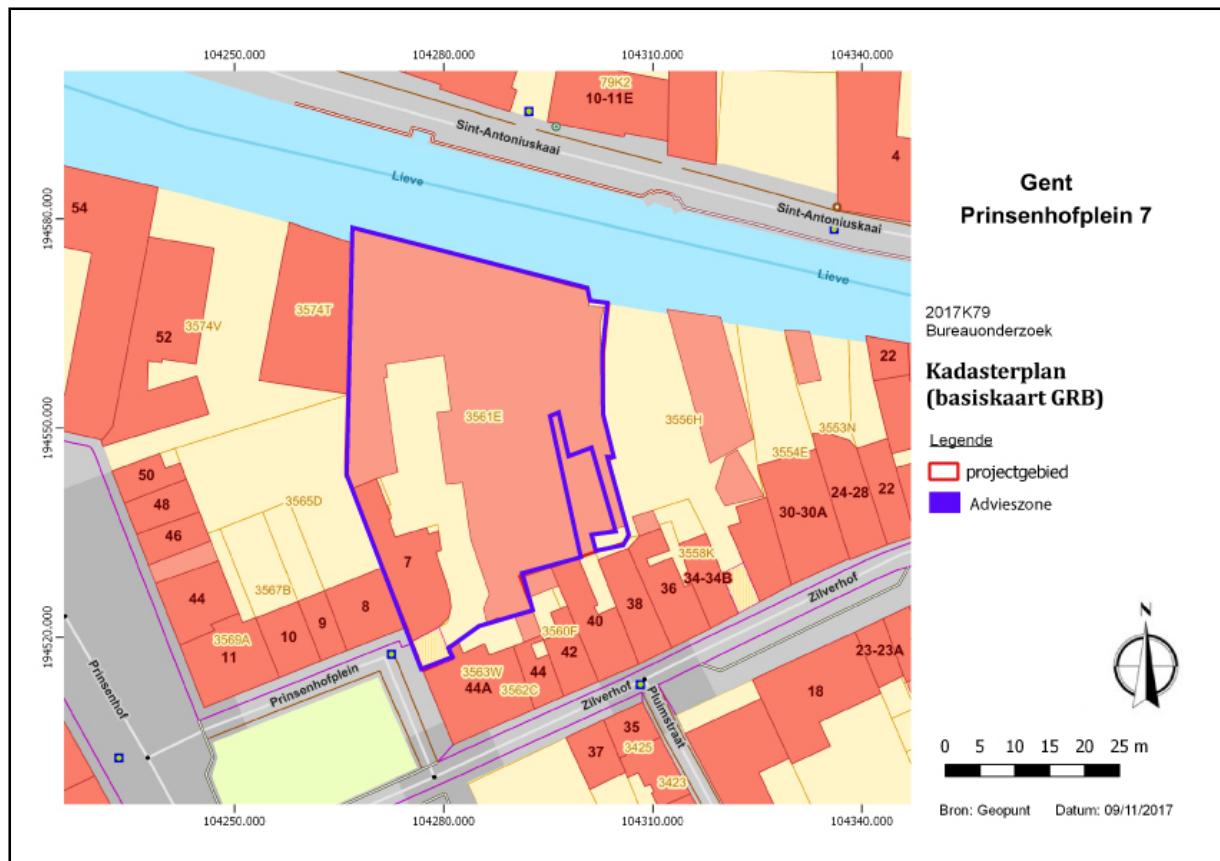 104250.000
104280.000
104310.000
104340.000
79K2
10-11E
Sint-Antoniuskaai
4
Lieve
Sint-Antoniuskaai
Lieve
194580.000
54
52
3574V
3574T
22
3561E
3556H
3553N
3554E
194550.000
50
48
46
3565D
24-28
22
30-30A
7
3558K
34-34B
36
38
44
3567B
8
9
10
3569A
11
3560F
40
42
44
3563W
3562C
44A
194520.000
Prinsenhof
Prinsenhofplein
Zilverhof
Zilverhof
Pluimstraat
23-23A
18
35
37
3425
3423
104250.000
104280.000
104310.000
104340.000
Gent
Prinsenhofplein 7
2017K79
Bureauonderzoek
Kadasterplan
(basiskaart GRB)
Legende
projectgebied
Advieszone
N
0 5 10 15 20 25 m
Bron: Geopunt Datum: 09/11/2017